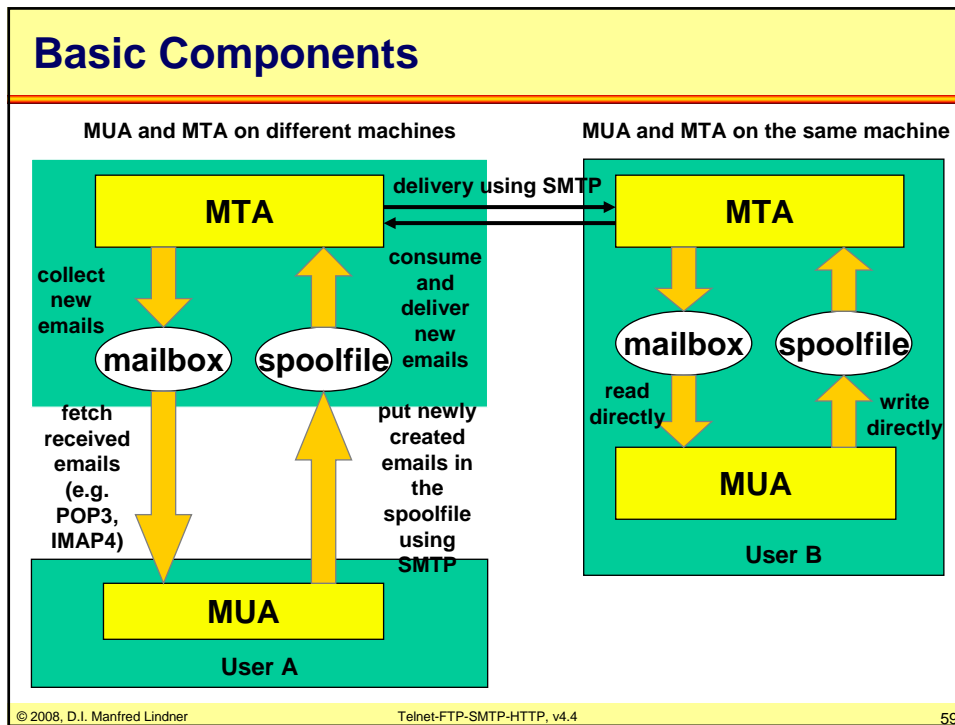 Basic Components
MUA and MTA on different machines
MUA and MTA on the same machine
delivery using SMTP
MTA
MTA
collect
new
emails
consume
and
deliver
new
emails
mailbox
spoolfile
mailbox
spoolfile
fetch
received
emails
(e.g.
POP3,
IMAP4)
put newly
created
emails in
the
spoolfile
using
SMTP
read
directly
write
directly
MUA
User B
MUA
User A
© 2008, D.I. Manfred Lindner
Telnet-FTP-SMTP-HTTP, v4.4
59